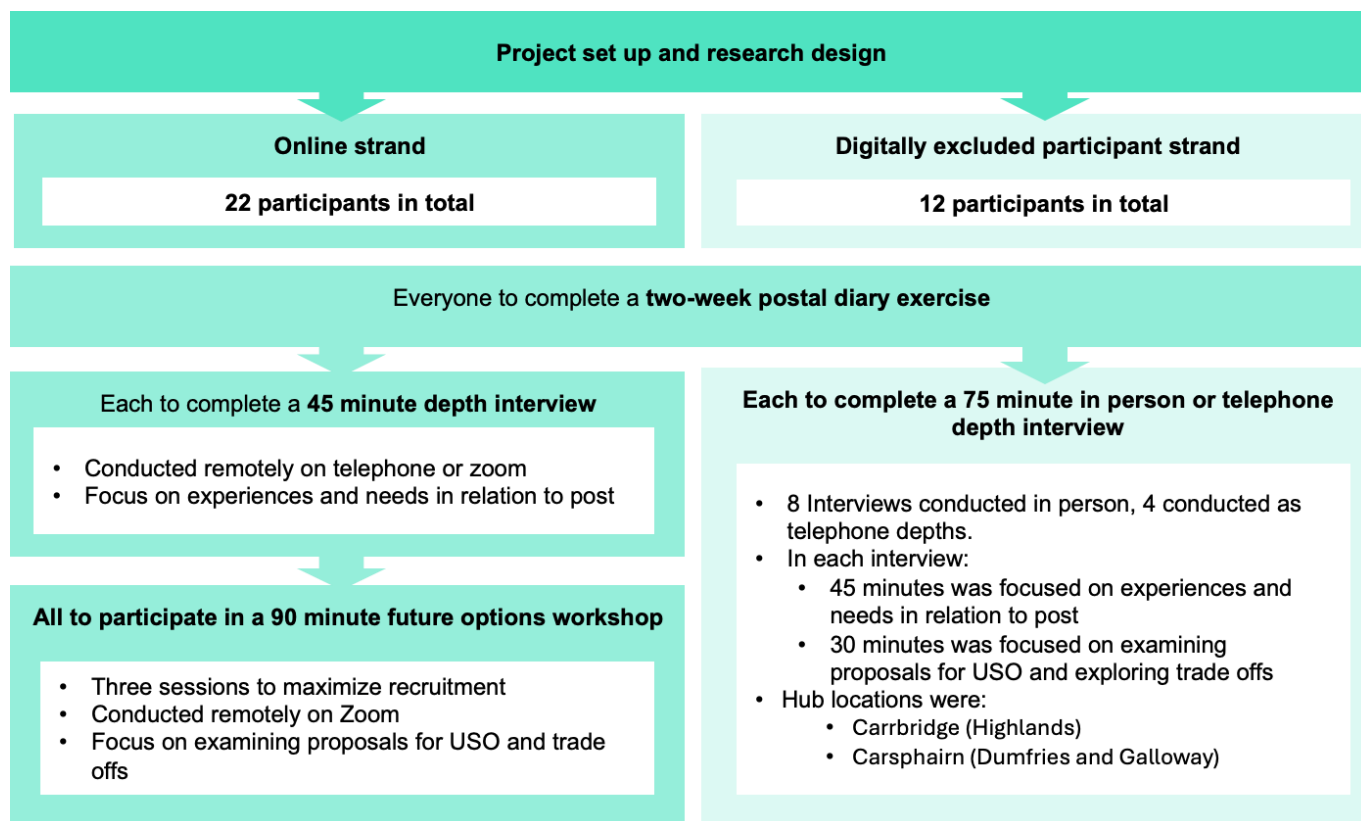 Project set up and research design
Online strand
22 participants in total
Digitally excluded participant strand
12 participants in total
Everyone to complete a two-week postal diary exercise
Each to complete a 45 minute depth interview
• Conducted remotely on telephone or zoom
• Focus on experiences and needs in relation to post
All to participate in a 90 minute future options workshop
• Three sessions to maximize recruitment
• Conducted remotely on Zoom
• Focus on examining proposals for USO and trade
offs
Each to complete a 75 minute in person or telephone
depth interview
• 8 Interviews conducted in person, 4 conducted as
telephone depths.
• In each interview:
• 45 minutes was focused on experiences and
needs in relation to post
• 30 minutes was focused on examining
proposals for USO and exploring trade offs
• Hub locations were:
• Carrbridge (Highlands)
• Carsphairn (Dumfries and Galloway)